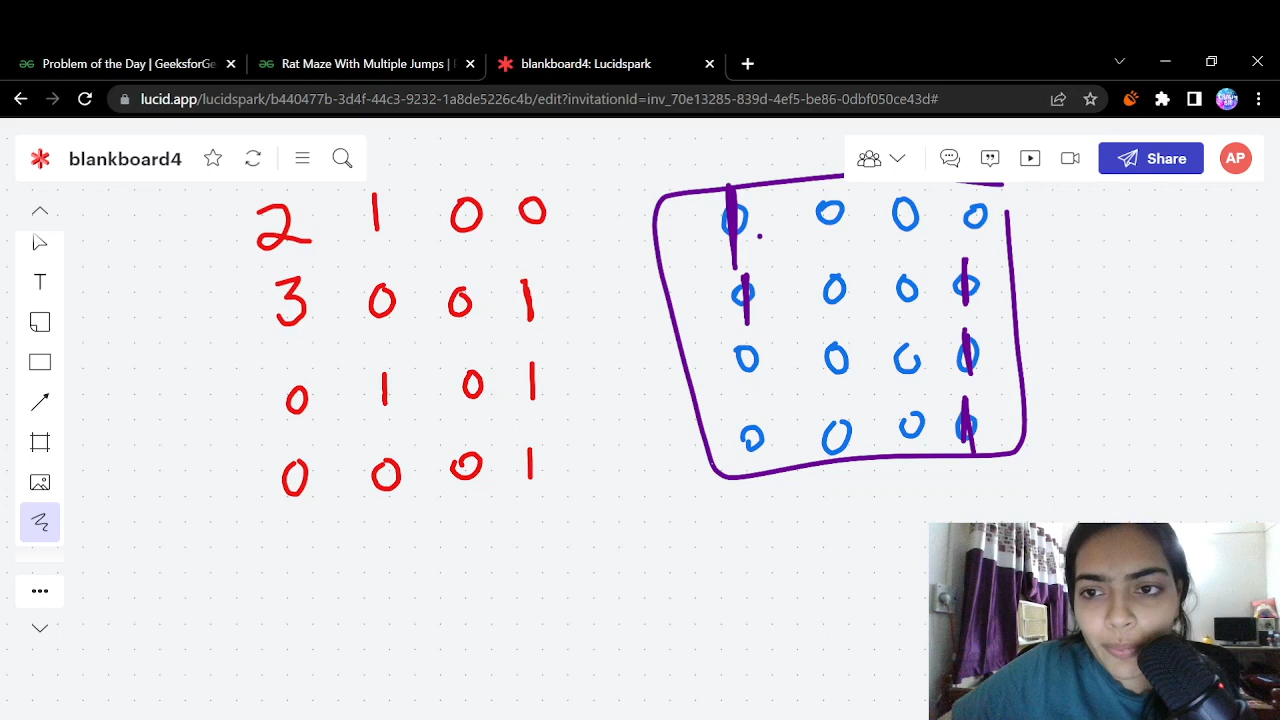 Problem of the Day | GeeksforGe
Rat Maze With Multiple Jumps |
blankboard4: Lucidspark
lucid.app/lucidspark/b440477b-3d4f-44c3-9232-1a8de5226c4b/edit?invitationId=inv_70e13285-839d-4ef5-be86-0dbf050ce43d#
blankboard4
Share
AP
T
2 1 0 0
0 0 0 0
3 0 0 1
0 0 0 0
0 1 0 1
0 0 0 0
0 0 0 1
0 0 0 0